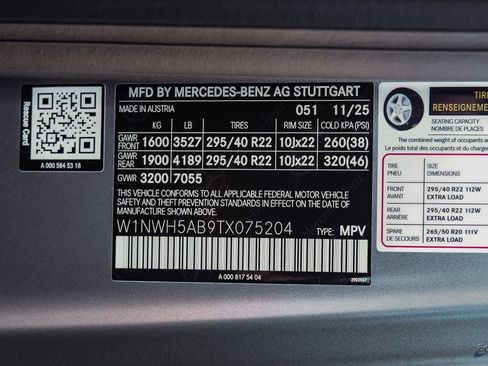 Rescue Card
A 000 584 53 18
MFD BY MERCEDES-BENZ AG STUTTGART
MADE IN AUSTRIA 051 11/25
KG LB TIRES RIM SIZE COLD KPA(PSI)
GAWR FRONT 1600 3527 295/40 R22 10Jx22 260(38)
GAWR REAR 1900 4189 295/40 R22 10Jx22 320(46)
GWR 3200 7055
THIS VEHICLE CONFORMS TO ALL APPLICABLE FEDERAL MOTOR VEHICLE
SAFETY STANDARDS IN EFFECT ON THE DATE OF
MANUFACTURE SHOWN ABOVE.
W1NWH5AB9TX075204 TYPE: MPV
A 000 817 54 04
TIRE
RENSEIGNEMEN
SEATING CAPACITY
NOMBRE DE PLACES
The combined weight of occupants
Le poids total des occupants
TIRE SIZE
PNEU DIMENSIONS
FRONT 295/40 R22 112W
AVANT EXTRA LOAD
REAR 295/40 R22 112W
ARRIÈRE EXTRA LOAD
SPARE 265/50 R20 111V
DE SECOURS EXTRA LOAD